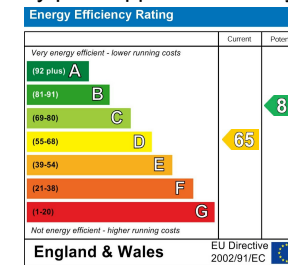 Energy Efficiency Rating
Current
Very energy efficient - lower running costs
(92 plus) A
(81-91) B
(69-80) C
(55-68) D
(39-54) E
(21-38) F
(1-20) G
65
Not energy efficient - higher running costs
England & Wales
EU Directive
2002/91/EC